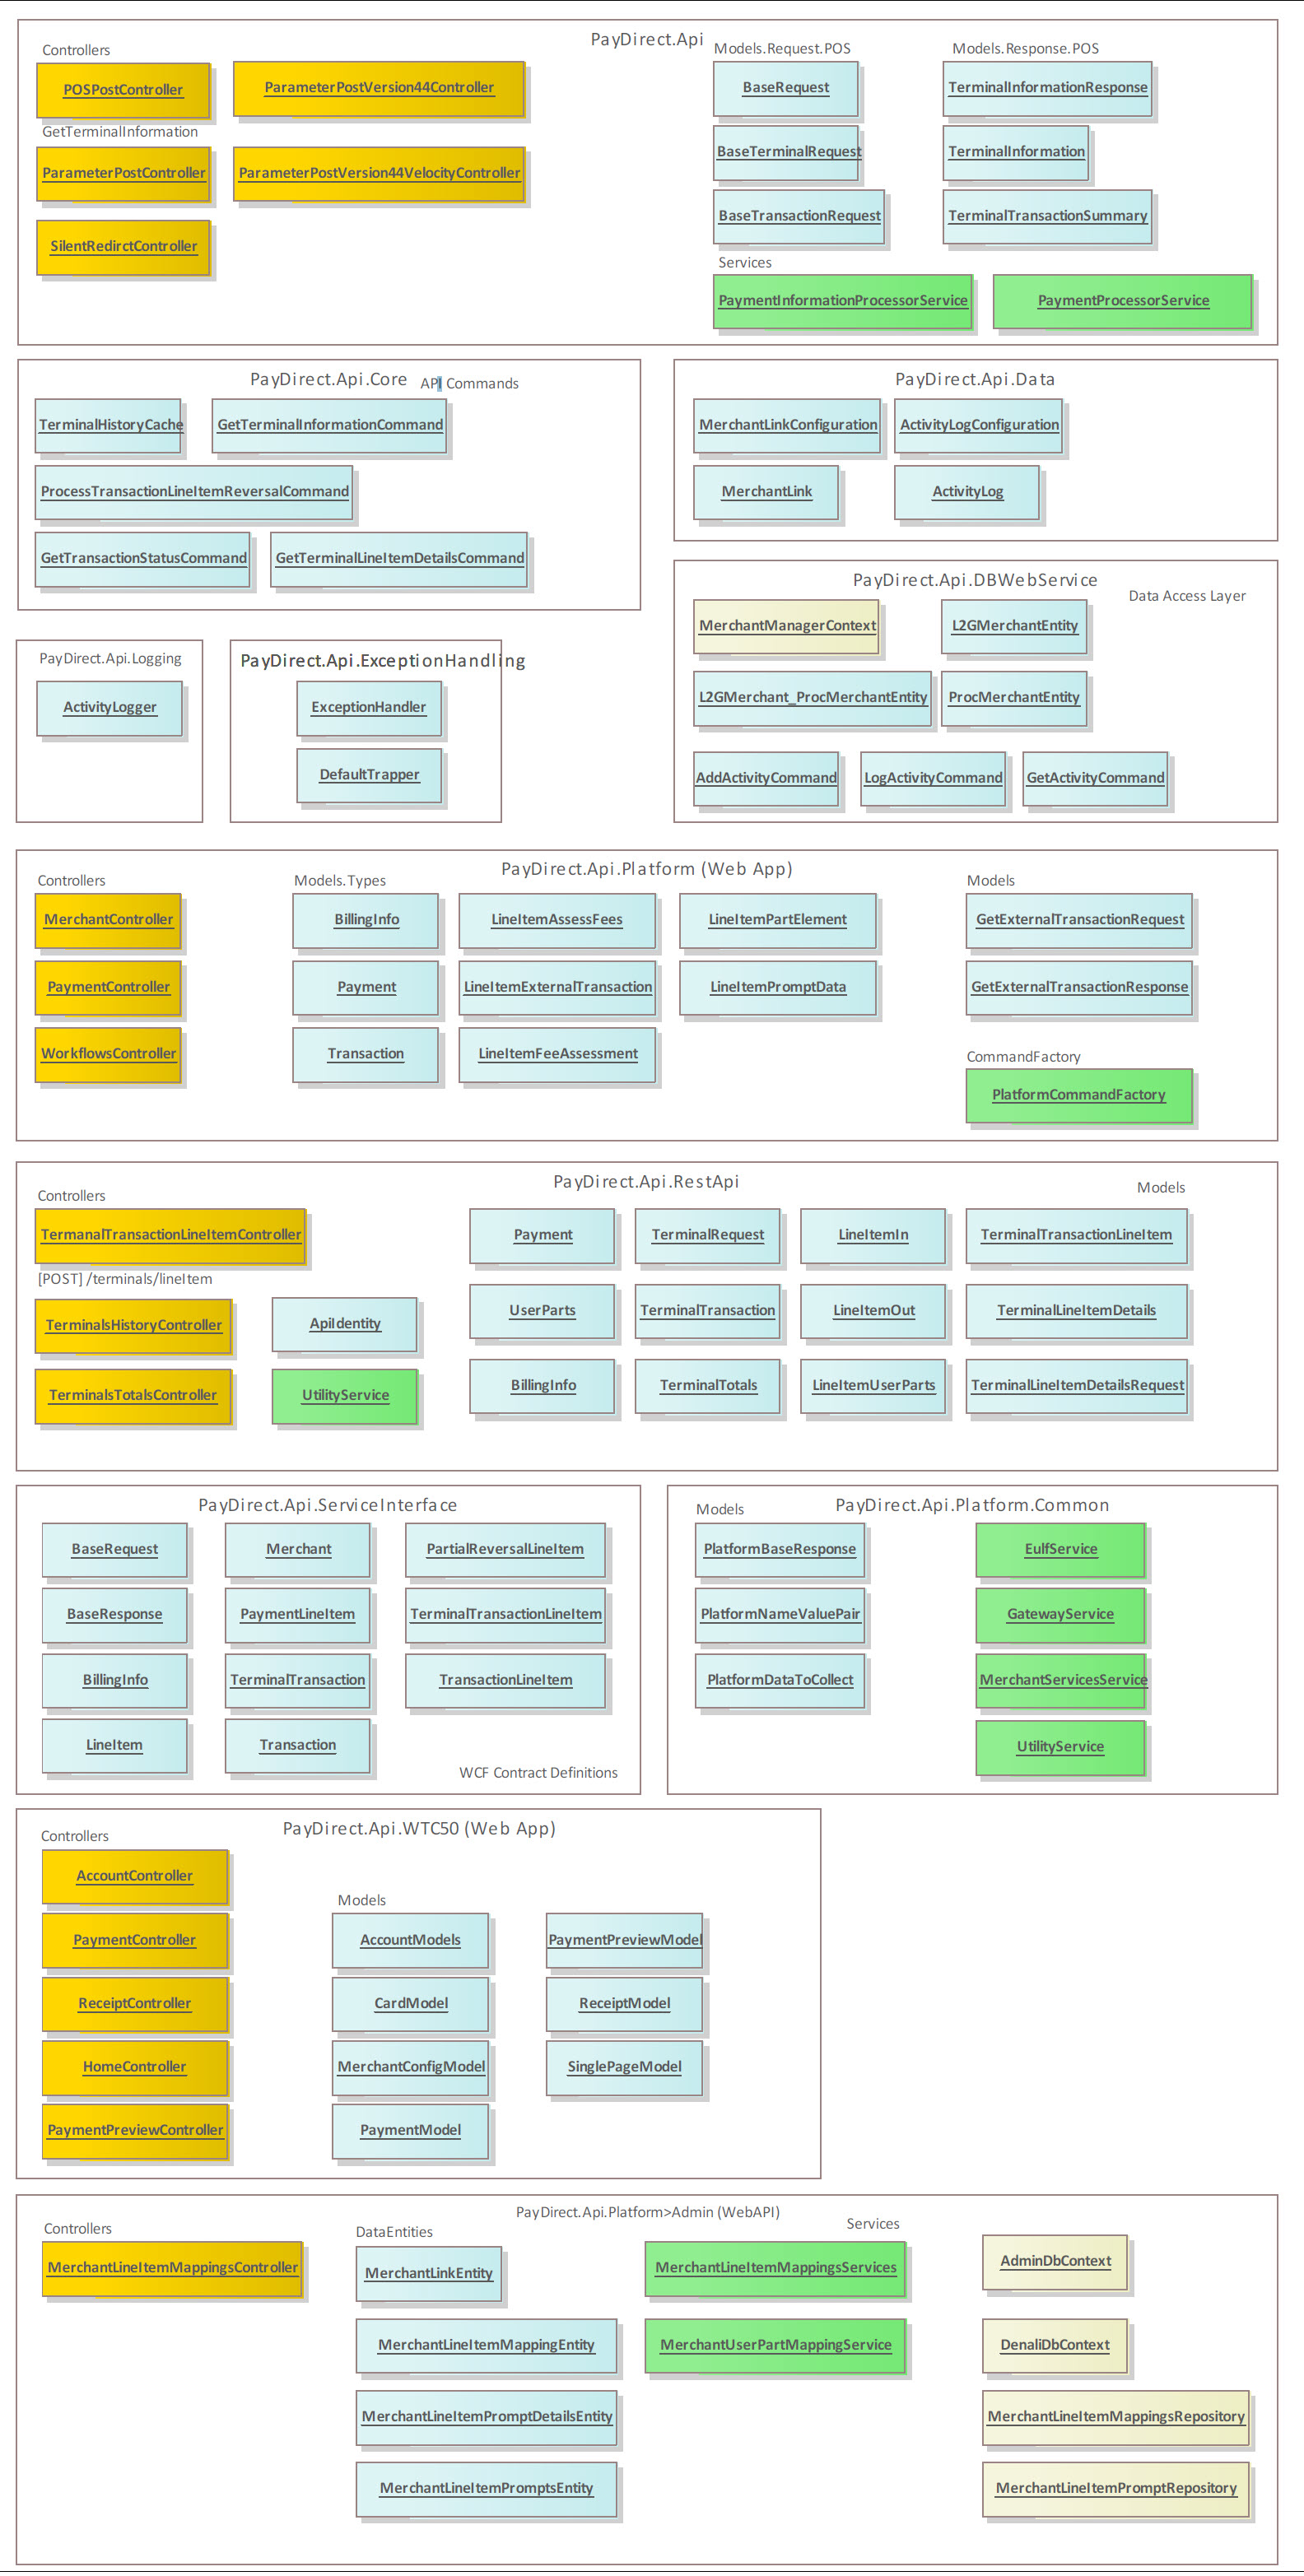 PayDirect.Api
Controllers
Models.Request.POS
Models.Response.POS
POSPostController
ParameterPostVersion44Controller
BaseRequest
TerminalInformationResponse
GetTerminalInformation
BaseTerminalRequest
TerminalInformation
ParameterPostController
ParameterPostVersion44VelocityController
BaseTransactionRequest
TerminalTransactionSummary
SilentRedirctController
Services
PaymentInformationProcessorService
PaymentProcessorService
PayDirect.Api.Core
API Commands
TerminalHistoryCache
GetTerminalInformationCommand
ProcessTransactionLineItemReversalCommand
GetTransactionStatusCommand
GetTerminalLineItemDetailsCommand
PayDirect.Api.Data
MerchantLinkConfiguration
ActivityLogConfiguration
MerchantLink
ActivityLog
PayDirect.Api.DBWebService
Data Access Layer
MerchantManagerContext
L2GMerchantEntity
L2GMerchant_ProcMerchantEntity
ProcMerchantEntity
AddActivityCommand
LogActivityCommand
GetActivityCommand
PayDirect.Api.Logging
ActivityLogger
PayDirect.Api.ExceptionHandling
ExceptionHandler
DefaultTrapper
PayDirect.Api.Platform (Web App)
Controllers
Models.Types
Models
MerchantController
BillingInfo
LineItemAssessFees
LineItemPartElement
GetExternalTransactionRequest
PaymentController
Payment
LineItemExternalTransaction
LineItemPromptData
GetExternalTransactionResponse
WorkflowsController
Transaction
LineItemFeeAssessment
CommandFactory
PlatformCommandFactory
PayDirect.Api.RestApi
Controllers
Models
TermanalTransactionLineItemController
Payment
TerminalRequest
LineItemIn
TerminalTransactionLineItem
[POST] /terminals/lineItem
TerminalsHistoryController
ApiIdentity
UserParts
TerminalTransaction
LineItemOut
TerminalLineItemDetails
TerminalsTotalsController
UtilityService
BillingInfo
TerminalTotals
LineItemUserParts
TerminalLineItemDetailsRequest
PayDirect.Api.ServiceInterface
BaseRequest
Merchant
PartialReversalLineItem
BaseResponse
PaymentLineItem
TerminalTransactionLineItem
BillingInfo
TerminalTransaction
TransactionLineItem
LineItem
Transaction
WCF Contract Definitions
PayDirect.Api.Platform.Common
Models
PlatformBaseResponse
EulfService
PlatformNameValuePair
GatewayService
PlatformDataToCollect
MerchantServicesService
UtilityService
PayDirect.Api.WTC50 (Web App)
Controllers
AccountController
Models
PaymentController
AccountModels
PaymentPreviewModel
ReceiptController
CardModel
ReceiptModel
HomeController
MerchantConfigModel
SinglePageModel
PaymentPreviewController
PaymentModel
PayDirect.Api.Platform>Admin (WebAPI)
Controllers
DataEntities
Services
MerchantLineItemMappingsController
MerchantLinkEntity
MerchantLineItemMappingsServices
AdminDbContext
MerchantLineItemMappingEntity
MerchantUserPartMappingService
DenaliDbContext
MerchantLineItemPromptDetailsEntity
MerchantLineItemMappingsRepository
MerchantLineItemPromptsEntity
MerchantLineItemPromptRepository